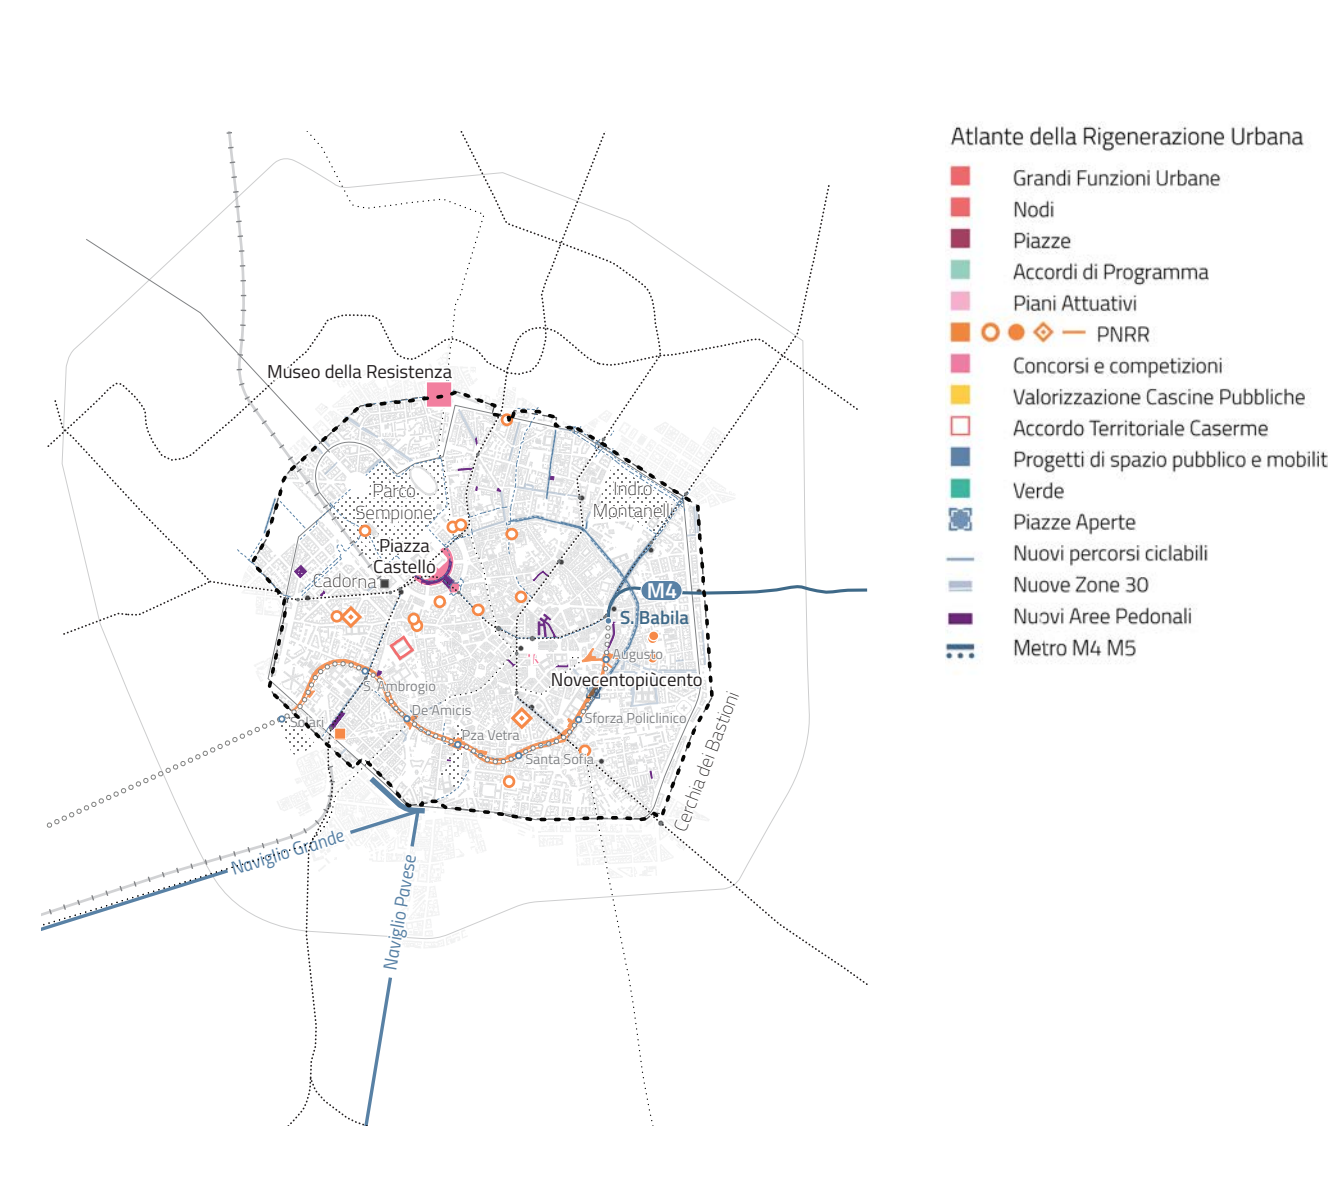 Atlante della Rigenerazione Urbana
Grandi Funzioni Urbane
Nodi
Piazze
Accordi di Programma
Piani Attuativi
PNRR
Concorsi e competizioni
Valorizzazione Cascine Pubbliche
Accordo Territoriale Caserme
Progetti di spazio pubblico e mobilit
Verde
Piazze Aperte
Nuovi percorsi ciclabili
Nuove Zone 30
Nuovi Aree Pedonali
Metro M4 M5
Museo della Resistenza
Parco
Sempione
Indro
Montanelli
Piazza
Castello
Cadorna
M4
S. Babila
Augusto
Novecentopiùcento
S. Ambrogio
De Amicis
Sforza Policlinico
Solari
Pza Vetra
Santa Sofia
Cerchia dei Bastioni
Naviglio Grande
Naviglio Pavese